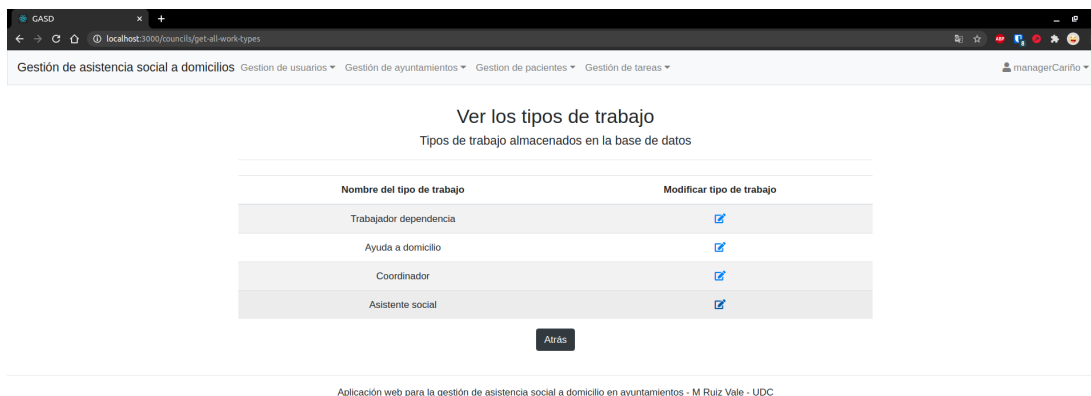 GASD
localhost:3000/councils/get-all-work-types
ABP
Gestión de asistencia social a domicilios Gestion de usuarios Gestión de ayuntamientos Gestion de pacientes Gestión de tareas managerCariño
Ver los tipos de trabajo
Tipos de trabajo almacenados en la base de datos
Nombre del tipo de trabajo Modificar tipo de trabajo
Trabajador dependencia
Ayuda a domicilio
Coordinador
Asistente social
Atrás
Aplicación web para la gestión de asistencia social a domicilio en ayuntamientos - M Ruiz Vale - UDC